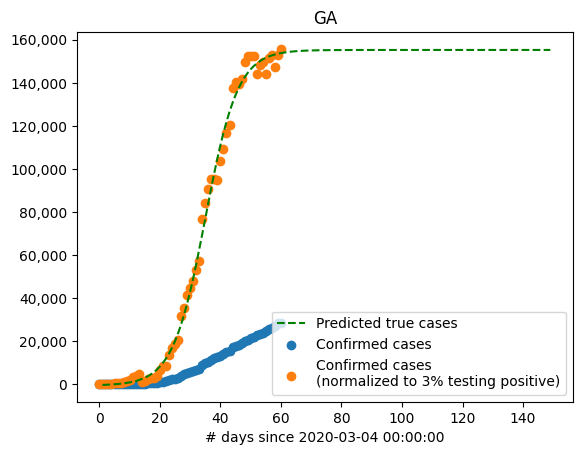 GA
160,000
140,000
120,000
100,000
80,000
60,000
40,000
20,000
0
0 20 40 60 80 100 120 140
# days since 2020-03-04 00:00:00
Predicted true cases
Confirmed cases
Confirmed cases
(normalized to 3% testing positive)